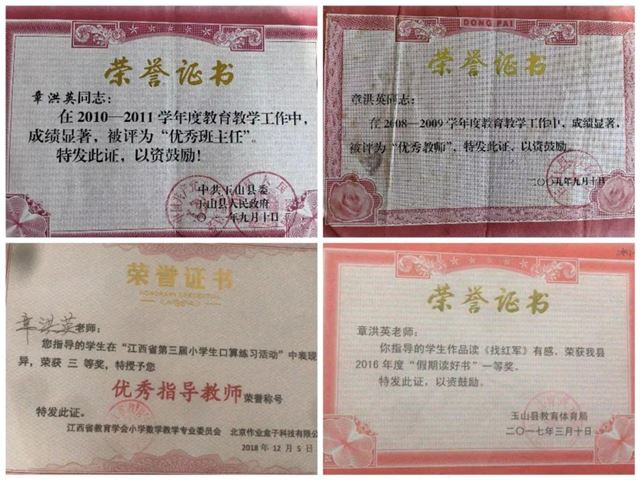 荣誉证书
章洪英同志:
在2010—2011学年度教育教学工作中,
成绩显著,被评为“优秀班主任”。
特发此证,以资鼓励!
中共玉山县委
玉山县人民政府
年九月十日
DONG FAI
荣誉证书
章洪英同志:
在2008—2009学年度教育教学工作中,成绩显著,
被评为“优秀教师”,特发此证,以资鼓励。
二〇〇九年九月十日
荣誉证书
HONORARY CREDENTIAL
章洪英老师:
您指导的学生在“江西省第三届小学生口算练习活动”中表现
异,荣获 三 等奖,特授予您
优秀指导教师 荣誉称号
特发此证。
江西省教育学会小学数学教学专业委员会 北京作业盒子科技有限公
2018 年 12 月 5 日
荣誉证书
章洪英老师:
你指导的学生作品读《找红军》有感,荣获我县
2016 年度“假期读好书”一等奖。
特发此证,以资鼓励。
玉山县教育体育局
二〇一七年三月十日